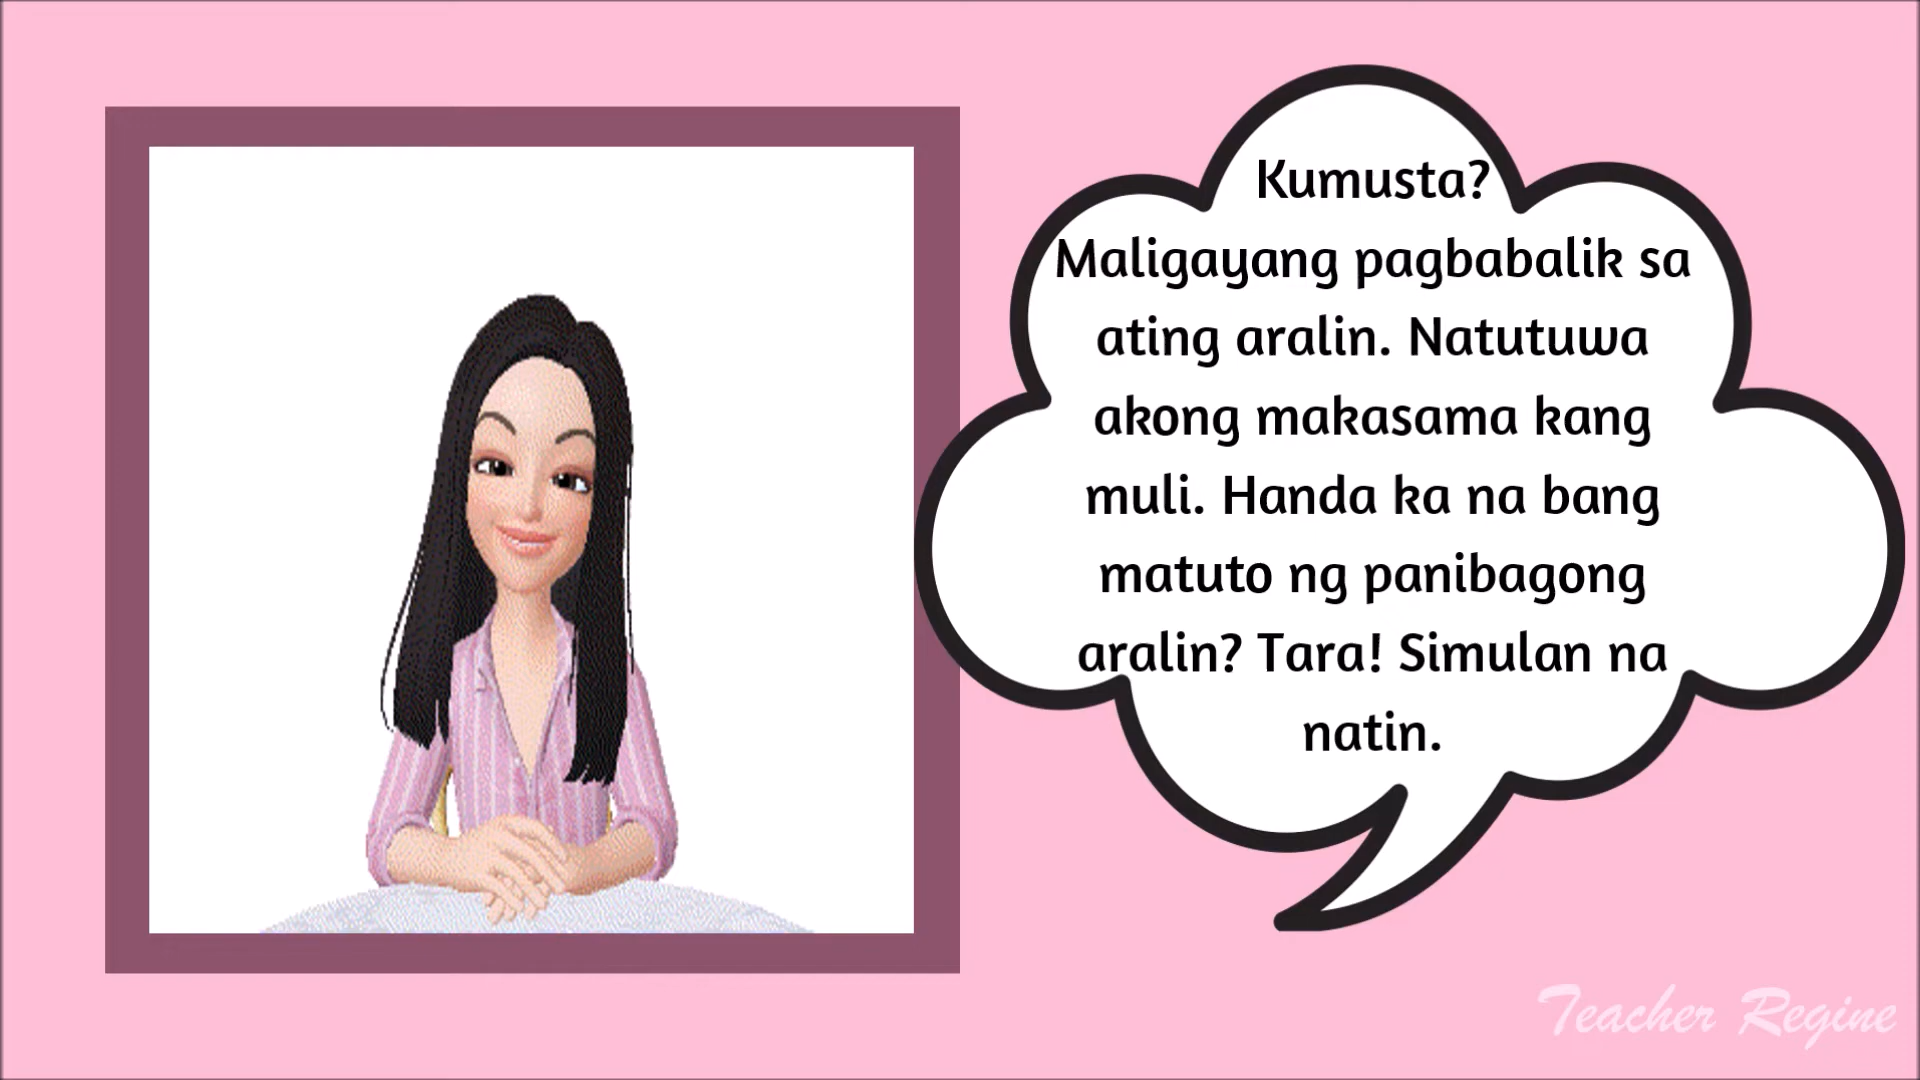 Kumusta?
Maligayang pagbabalik sa
ating aralin. Natutuwa
akong makasama kang
muli. Handa ka na bang
matuto ng panibagong
aralin? Tara! Simulan na
natin.
Teacher Regine